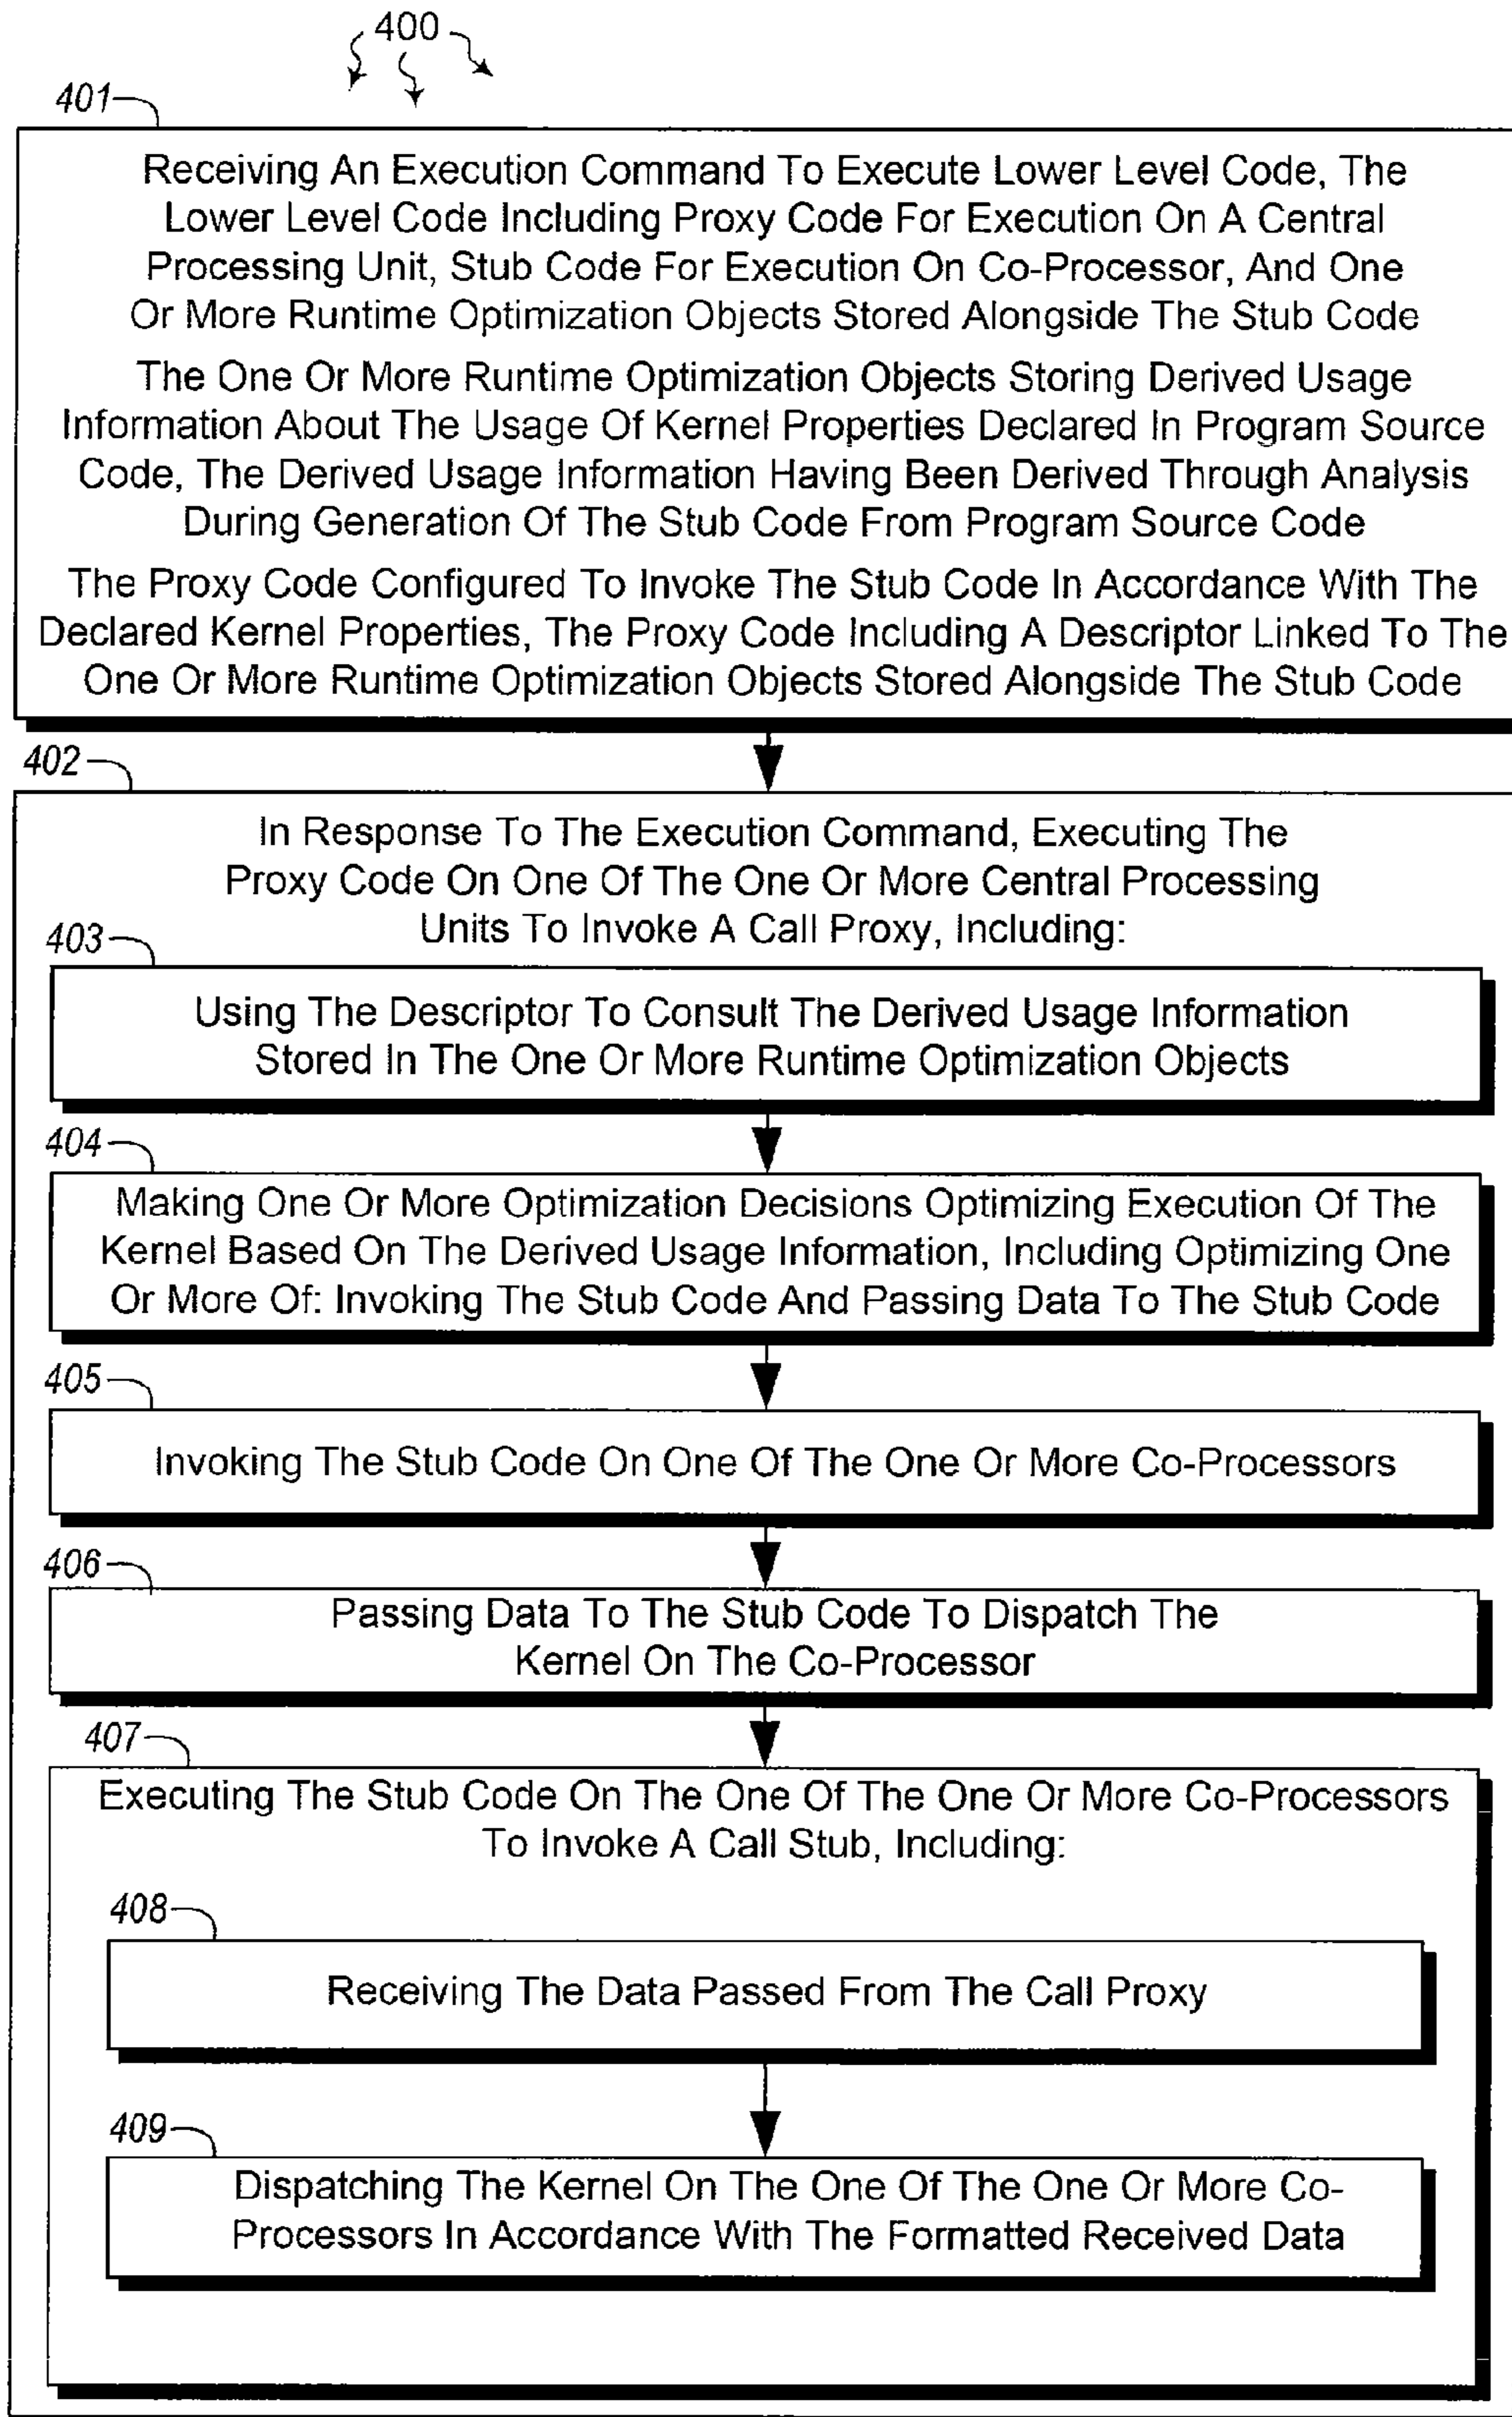 400
401
Receiving An Execution Command To Execute Lower Level Code, The
Lower Level Code Including Proxy Code For Execution On A Central
Processing Unit, Stub Code For Execution On Co-Processor, And One
Or More Runtime Optimization Objects Stored Alongside The Stub Code
The One Or More Runtime Optimization Objects Storing Derived Usage
Information About The Usage Of Kernel Properties Declared In Program Source
Code, The Derived Usage Information Having Been Derived Through Analysis
During Generation Of The Stub Code From Program Source Code
The Proxy Code Configured To Invoke The Stub Code In Accordance With The
Declared Kernel Properties, The Proxy Code Including A Descriptor Linked To The
One Or More Runtime Optimization Objects Stored Alongside The Stub Code
402
In Response To The Execution Command, Executing The
Proxy Code On One Of The One Or More Central Processing
Units To Invoke A Call Proxy, Including:
403
Using The Descriptor To Consult The Derived Usage Information
Stored In The One Or More Runtime Optimization Objects
404
Making One Or More Optimization Decisions Optimizing Execution Of The
Kernel Based On The Derived Usage Information, Including Optimizing One
Or More Of: Invoking The Stub Code And Passing Data To The Stub Code
405
Invoking The Stub Code On One Of The One Or More Co-Processors
406
Passing Data To The Stub Code To Dispatch The
Kernel On The Co-Processor
407
Executing The Stub Code On The One Of The One Or More Co-Processors
To Invoke A Call Stub, Including:
408
Receiving The Data Passed From The Call Proxy
409
Dispatching The Kernel On The One Of The One Or More Co-
Processors In Accordance With The Formatted Received Data